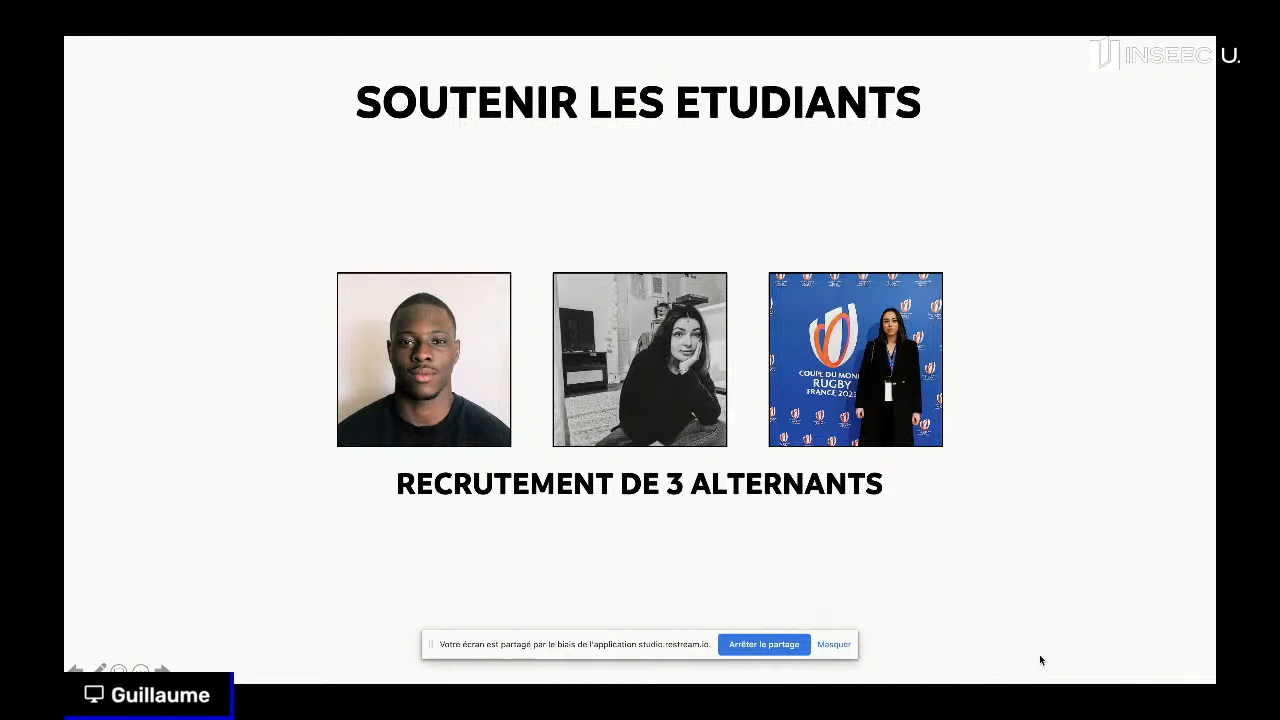 INSEEC U.
SOUTENIR LES ETUDIANTS
COUPE DU MON
RUGBY
FRANCE 2023
RECRUTEMENT DE 3 ALTERNANTS
Votre écran est partagé par le biais de l'application studio.restream.io.
Arrêter le partage
Masquer
Guillaume